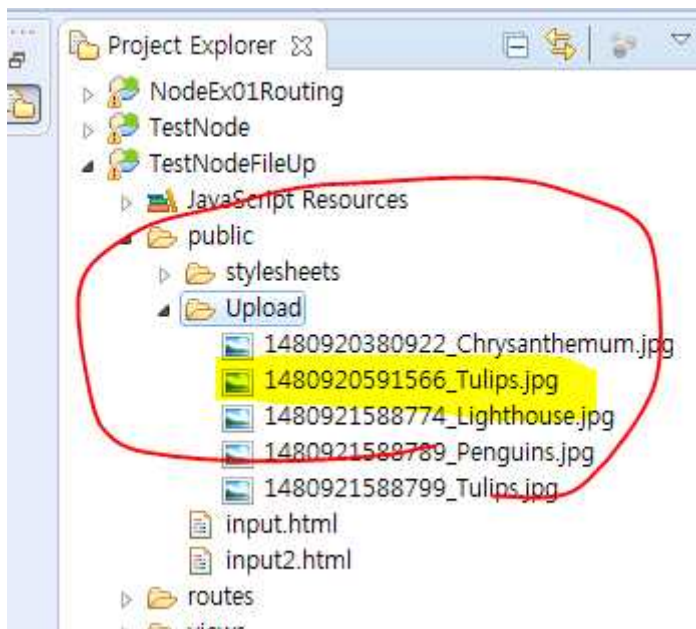 Project Explorer
NodeEx01Routing
TestNode
TestNodeFileUp
JavaScript Resources
public
stylesheets
Upload
1480920380922_Chrysanthemum.jpg
1480920591566_Tulips.jpg
1480921588774_Lighthouse.jpg
1480921588789_Penguins.jpg
1480921588799_Tulips.jpg
input.html
input2.html
routes
views